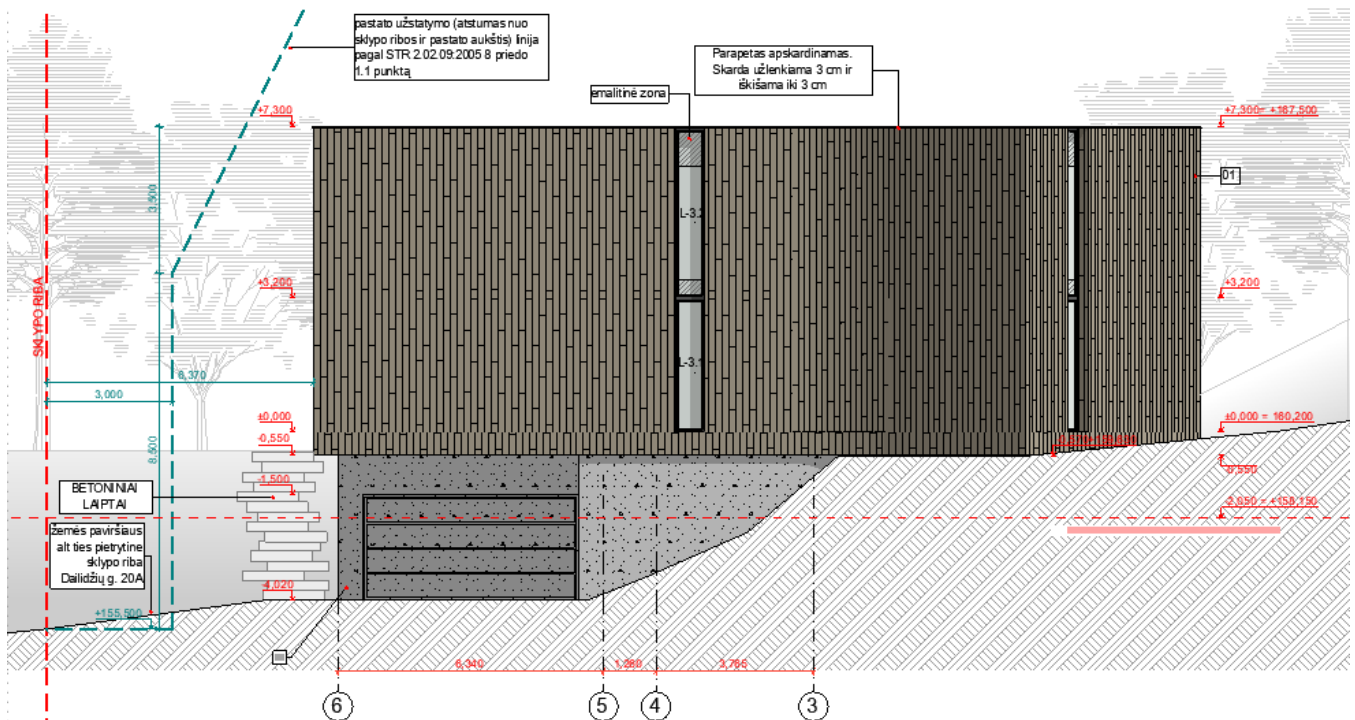 pastato užstatymo (atstumas nuo
sklypo ribos ir pastato aukštis) linija
pagal STR 2.02.09:2005 8 priedo
1.1 punktą
Parapetas apskardinamas.
Skarda užlenkiama 3 cm ir
iškišama iki 3 cm
emalitinė zona
+7,300
+7,300= +167,500
01
3,500
L-3.2
+3,200
+3,200
SKLYPO RIBA
L-3.1
6,370
3,000
±0,000
±0,000 = 160,200
-0,550
-0,550
8,500
-1,500
BETONINIAI
LAIPTAI
-2,050 = +158,150
žemės paviršiaus
alt ties pietrytine
sklypo riba
Dailidžių g. 20A
-4,020
+155,500
6,340
1,260
3,765
6
5
4
3